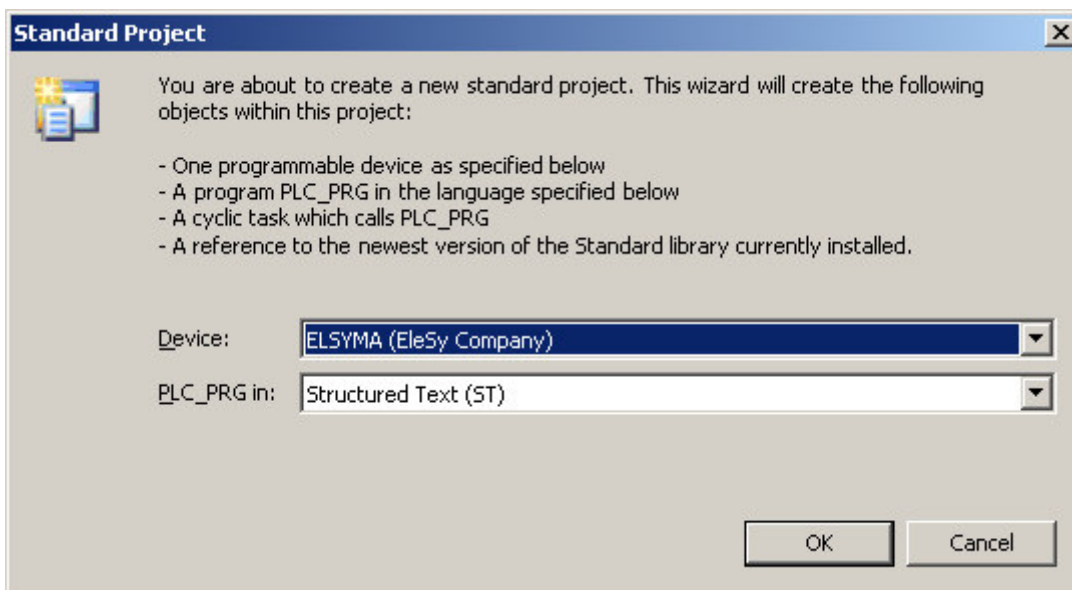 Standard Project
You are about to create a new standard project. This wizard will create the following
objects within this project:
- One programmable device as specified below
- A program PLC_PRG in the language specified below
- A cyclic task which calls PLC_PRG
- A reference to the newest version of the Standard library currently installed.
Device: ELSYMA (EleSy Company)
PLC_PRG in: Structured Text (ST)
OK Cancel